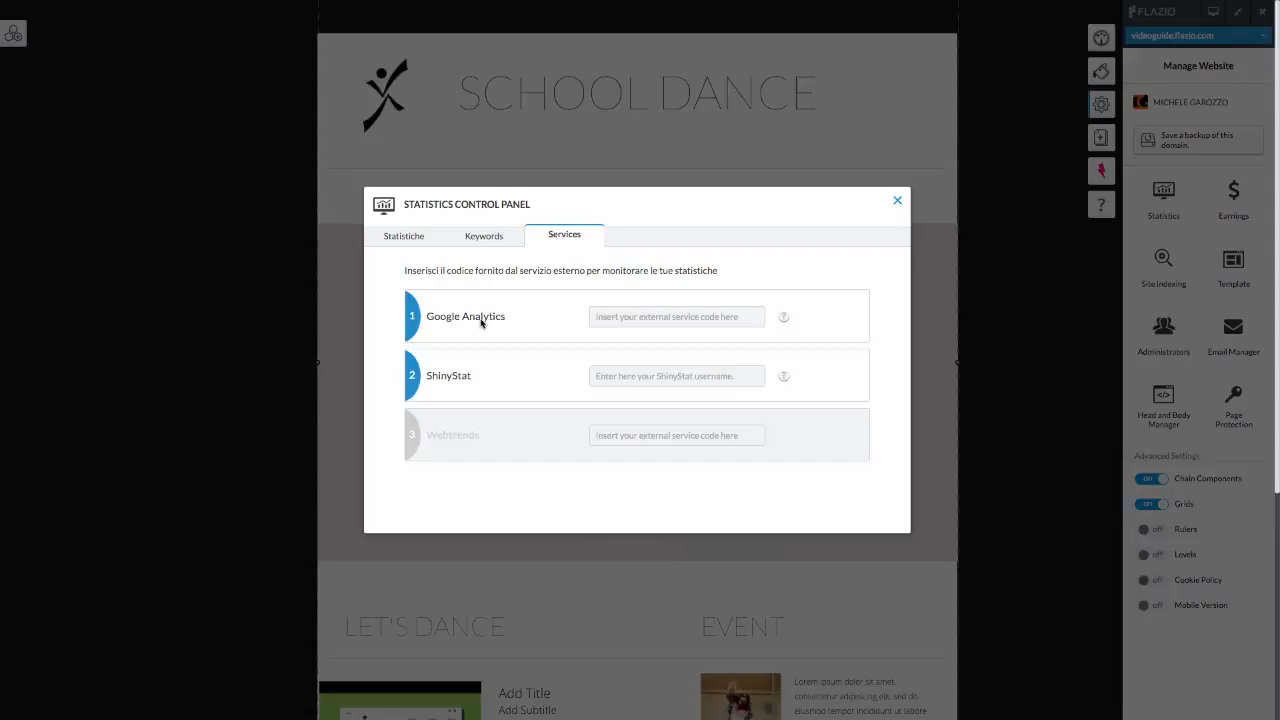 FLAZIO
videoguide.flazio.com
Manage Website
MICHELE GAROZZO
Save a backup of this
domain.
Statistics
Earnings
Site indexing
Template
Administrators
Email Manager
Head and Body
Manager
Page
Protection
Advanced Settings
on Chain Components
on Grids
off Rulers
off Levels
off Cookie Policy
off Mobile Version
?
SCHOOL DANCE
STATISTICS CONTROL PANEL
Statistiche
Keywords
Services
Inserisci il codice fornito dal servizio esterno per monitorare le tue statistiche
1 Google Analytics
Insert your external service code here
?
2 ShinyStat
Enter here your ShinyStat username.
?
3 Webtrends
Insert your external service code here
LET'S DANCE
EVENT
Add Title
Add Subtitle
Lorem ipsum dolor sit amet,
consectetur adipisicing elit, sed do
eiusmod tempor incididunt ut labore